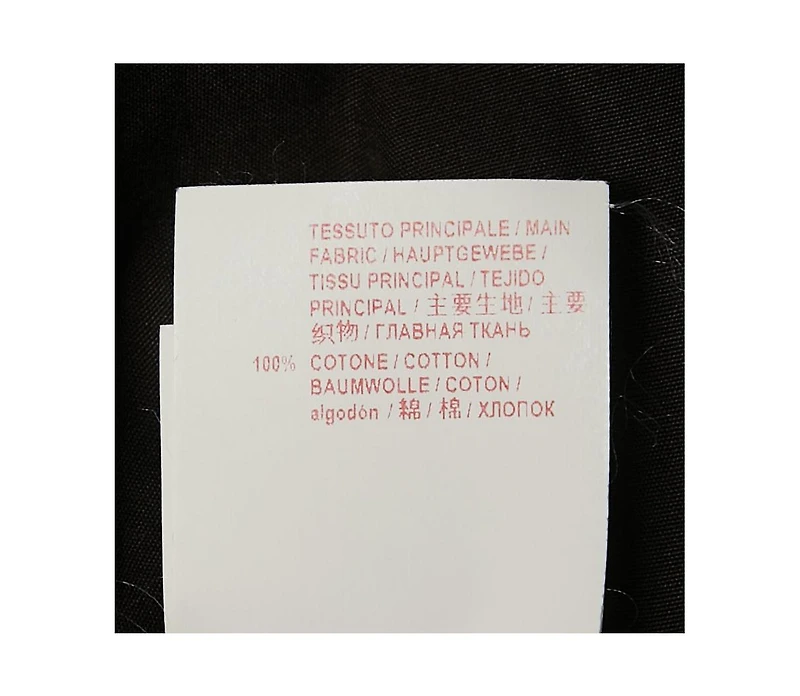 TESSUTO PRINCIPALE / MAIN
FABRIC / HAUPTGEWEBE /
TISSU PRINCIPAL / TEJIDO
PRINCIPAL / 主要生地 / 主要
织物 / ГЛАВНАЯ ТКАНЬ
100% COTONE / COTTON /
BAUMWOLLE / COTON /
algodón / 綿 / 棉 / ХЛОПОК